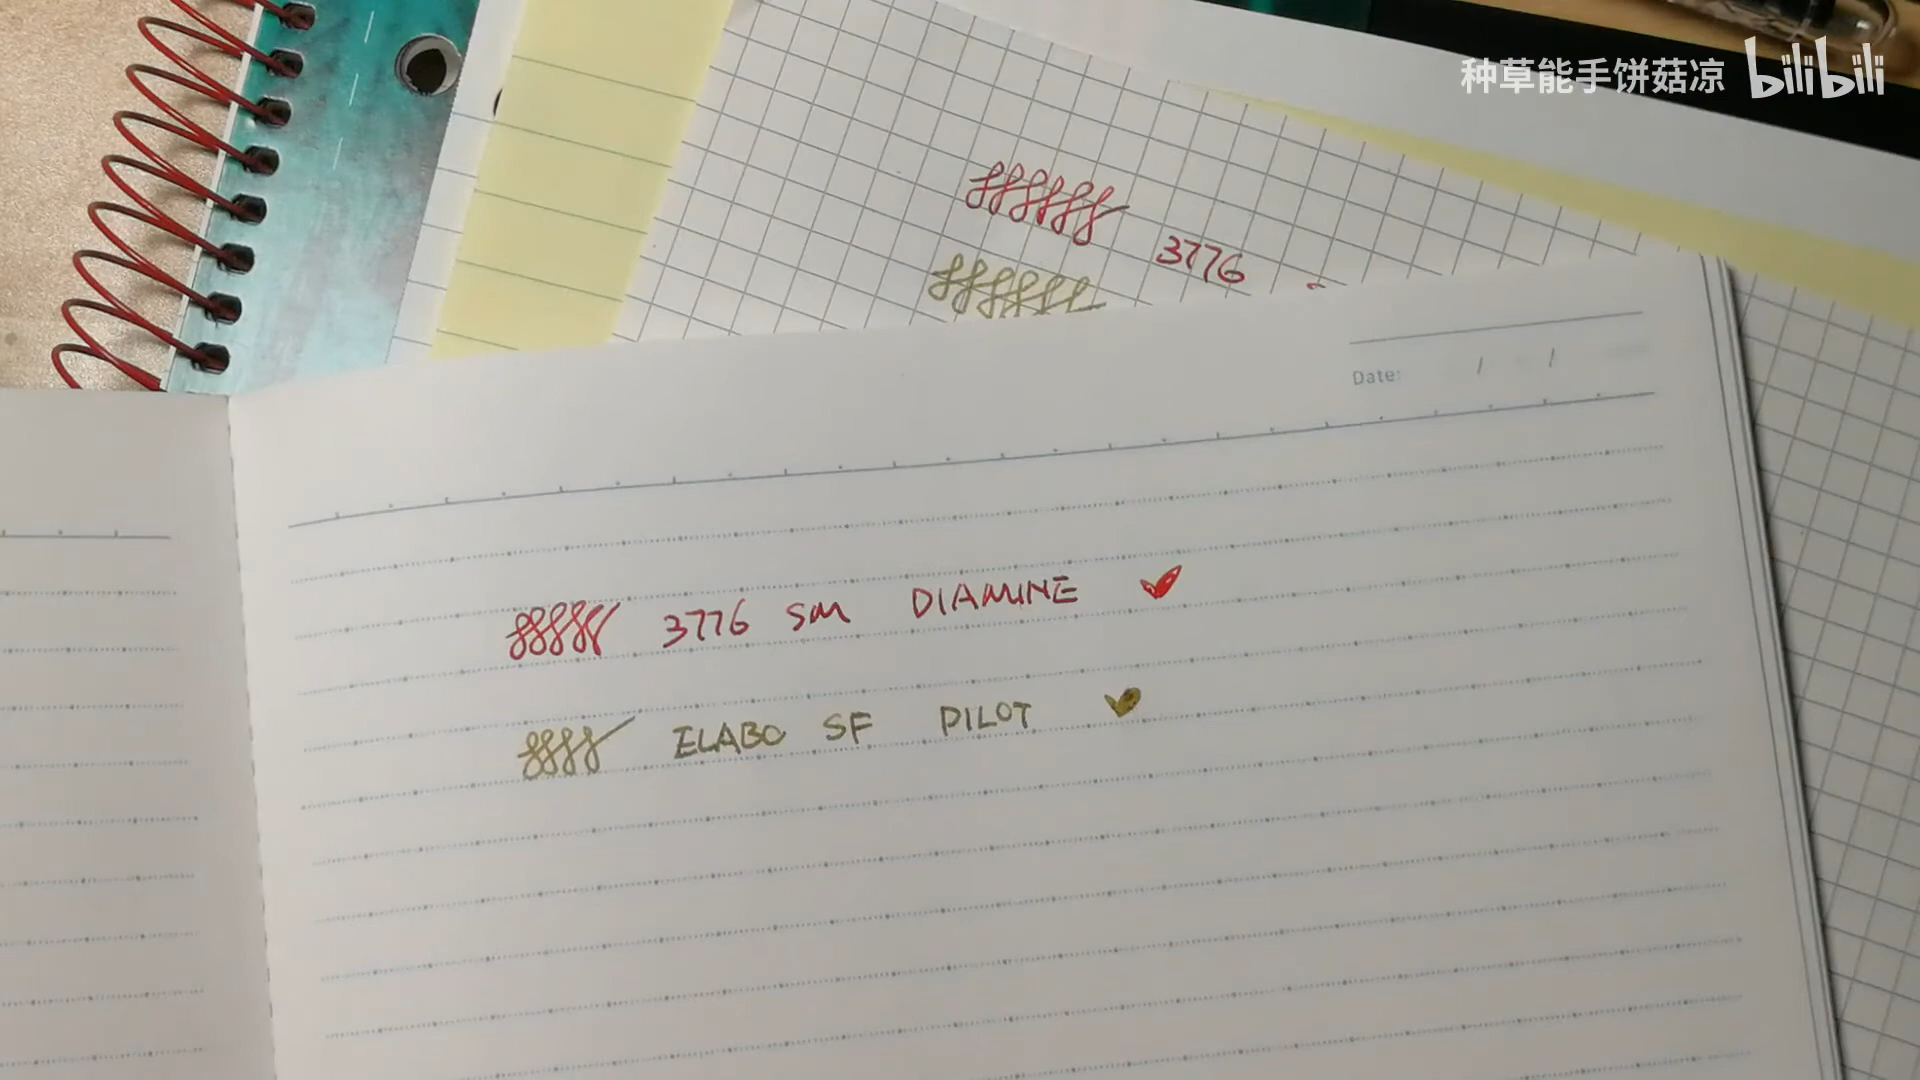 种草能手饼菇凉 bilibili
3776
Date: / /
3776 SM DIAMINE
ELABO SF PILOT